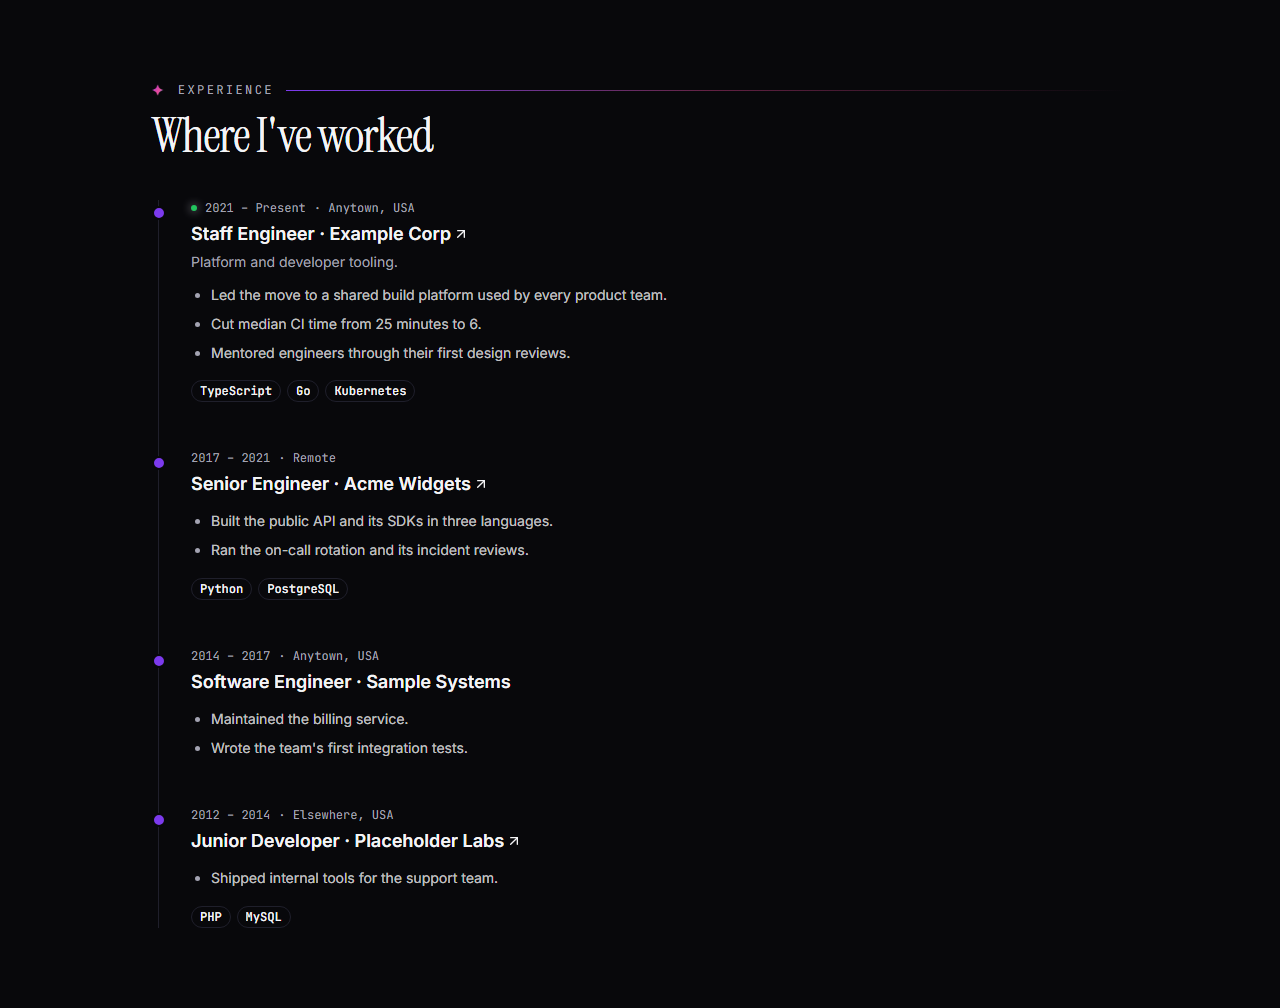 EXPERIENCE
Where I've worked
2021 – Present · Anytown, USA
Staff Engineer · Example Corp
Platform and developer tooling.
Led the move to a shared build platform used by every product team.
Cut median CI time from 25 minutes to 6.
Mentored engineers through their first design reviews.
TypeScript Go Kubernetes
2017 – 2021 · Remote
Senior Engineer · Acme Widgets
Built the public API and its SDKs in three languages.
Ran the on-call rotation and its incident reviews.
Python PostgreSQL
2014 – 2017 · Anytown, USA
Software Engineer · Sample Systems
Maintained the billing service.
Wrote the team's first integration tests.
2012 – 2014 · Elsewhere, USA
Junior Developer · Placeholder Labs
Shipped internal tools for the support team.
PHP MySQL